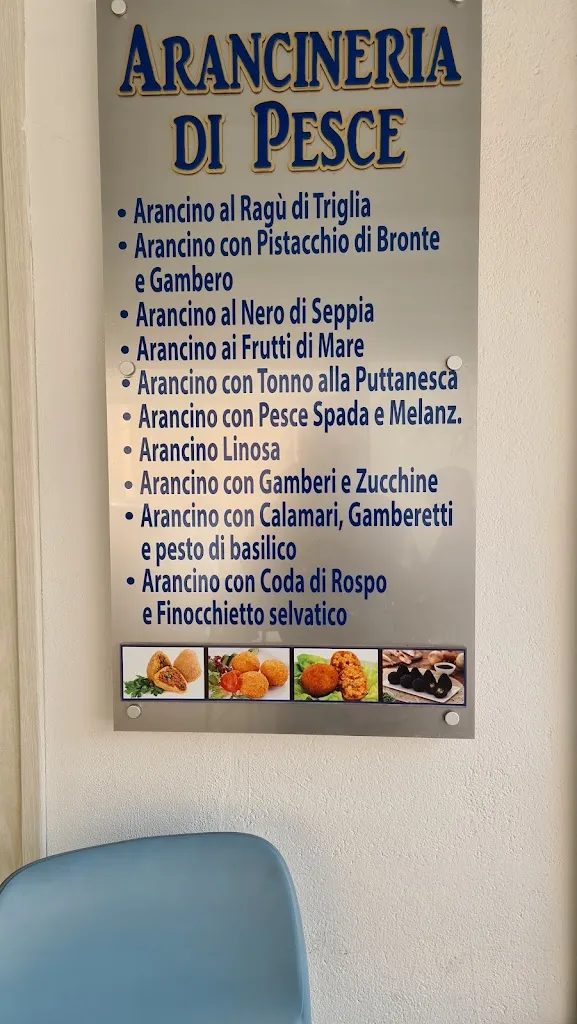 ARANCINERIA
DI PESCE
• Arancino al Ragù di Triglia
• Arancino con Pistacchio di Bronte
e Gambero
• Arancino al Nero di Seppia
• Arancino ai Frutti di Mare
• Arancino con Tonno alla Puttanesca
• Arancino con Pesce Spada e Melanz.
• Arancino Linosa
• Arancino con Gamberi e Zucchine
• Arancino con Calamari, Gamberetti
e pesto di basilico
• Arancino con Coda di Rospo
e Finocchietto selvatico